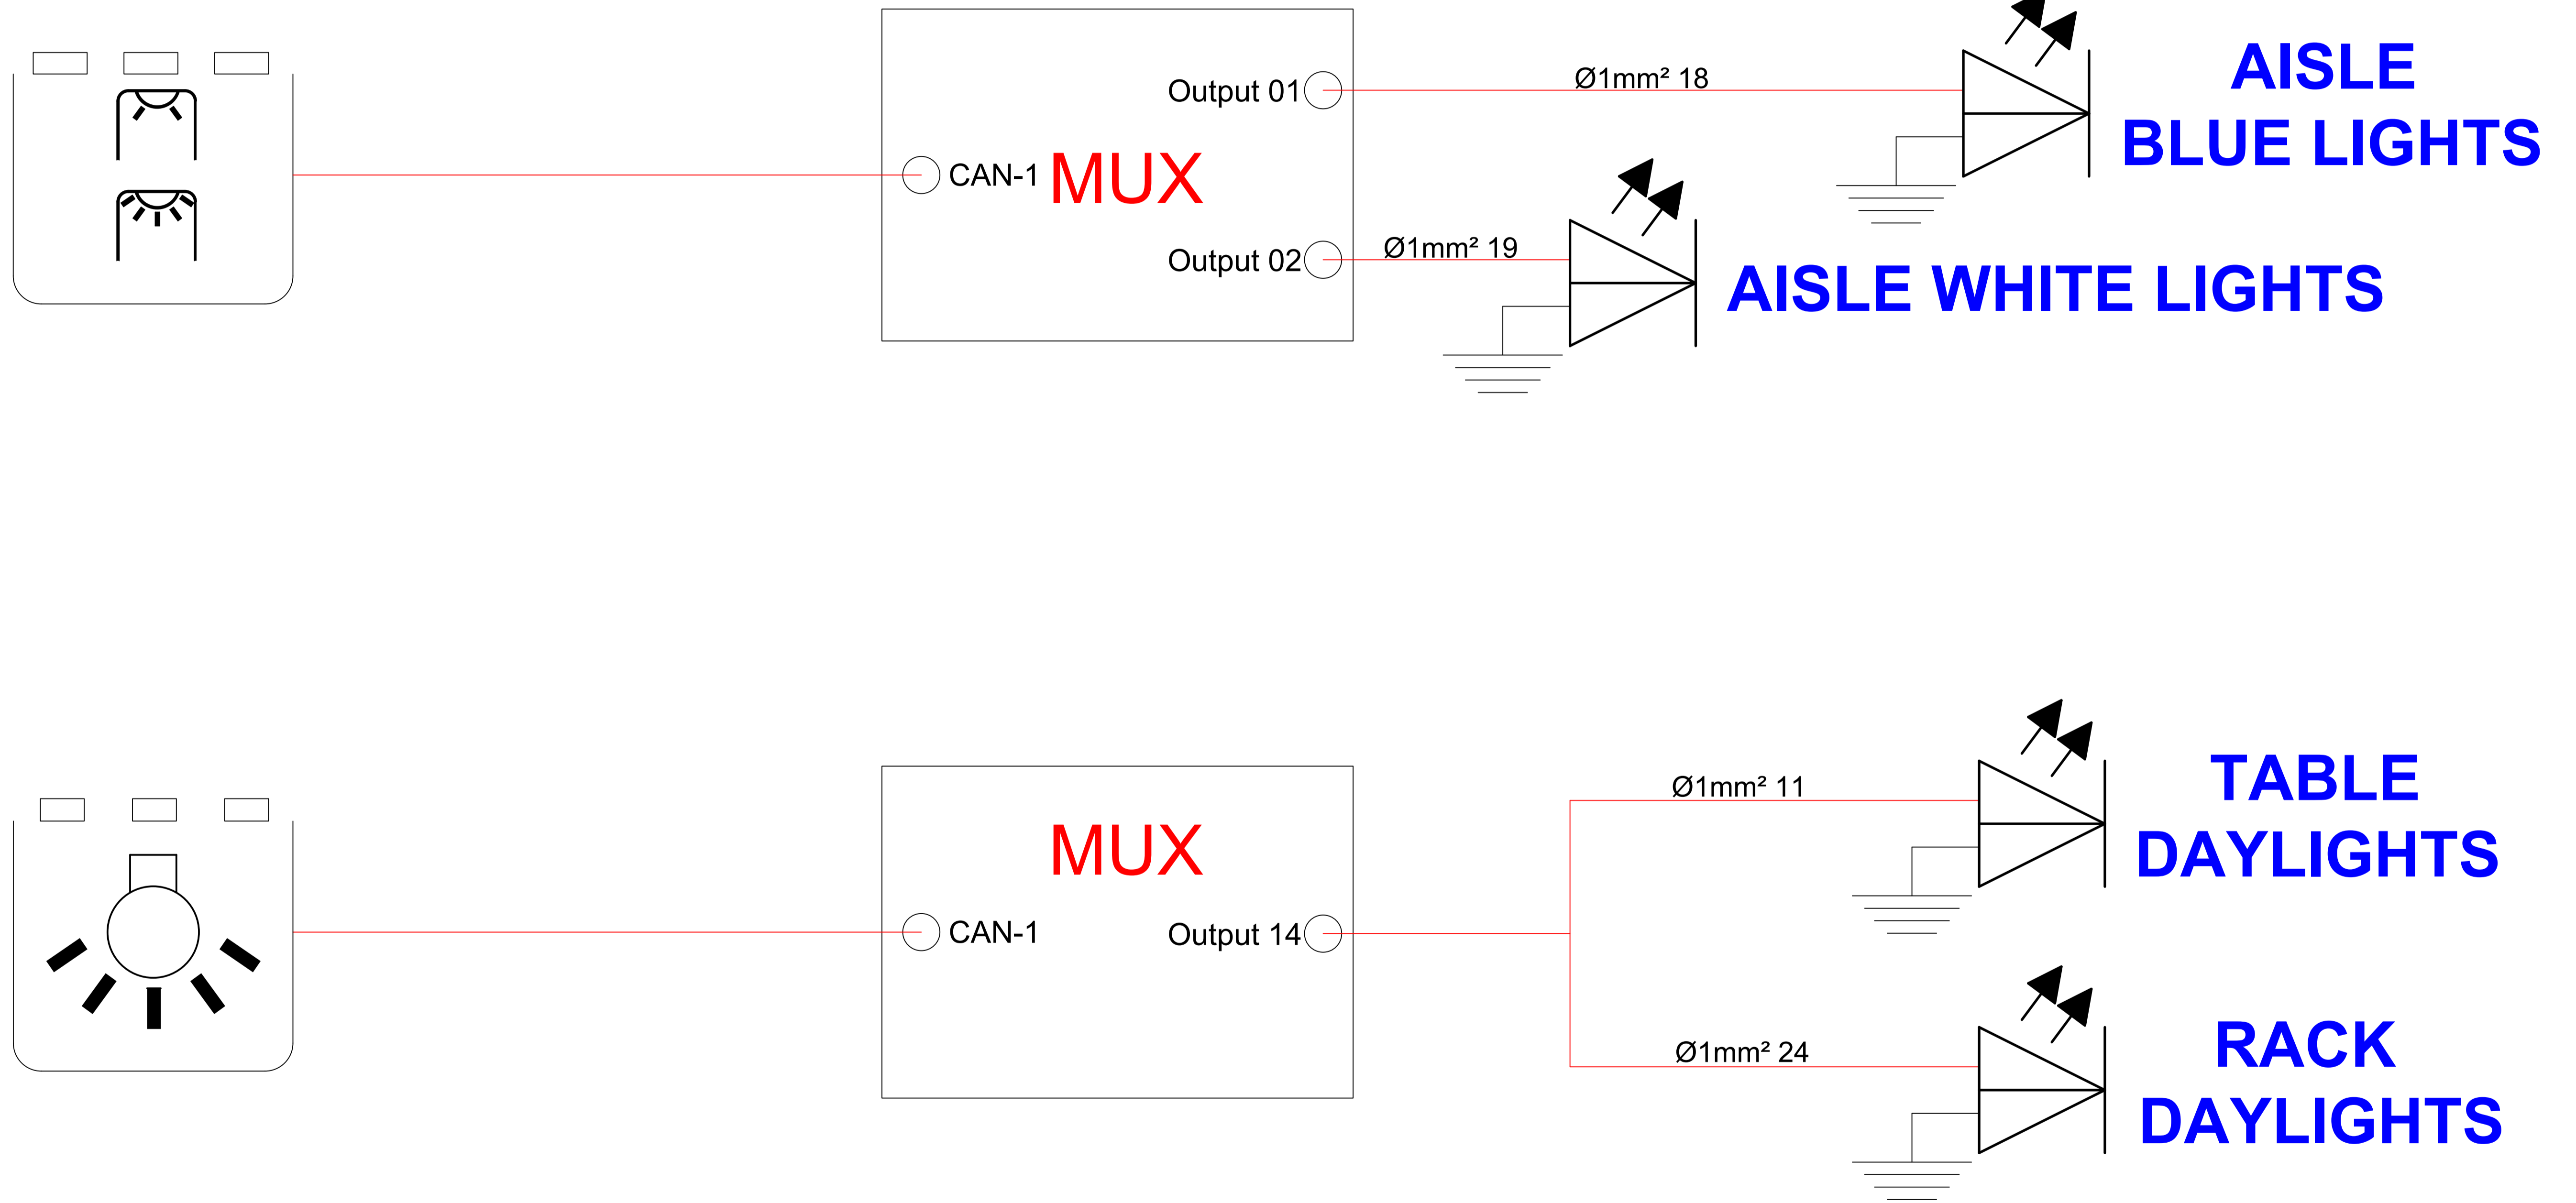 Output 01
Ø1mm² 18
AISLE
BLUE LIGHTS
CAN-1
MUX
Output 02
Ø1mm² 19
AISLE WHITE LIGHTS
MUX
CAN-1
Output 14
Ø1mm² 11
TABLE
DAYLIGHTS
Ø1mm² 24
RACK
DAYLIGHTS